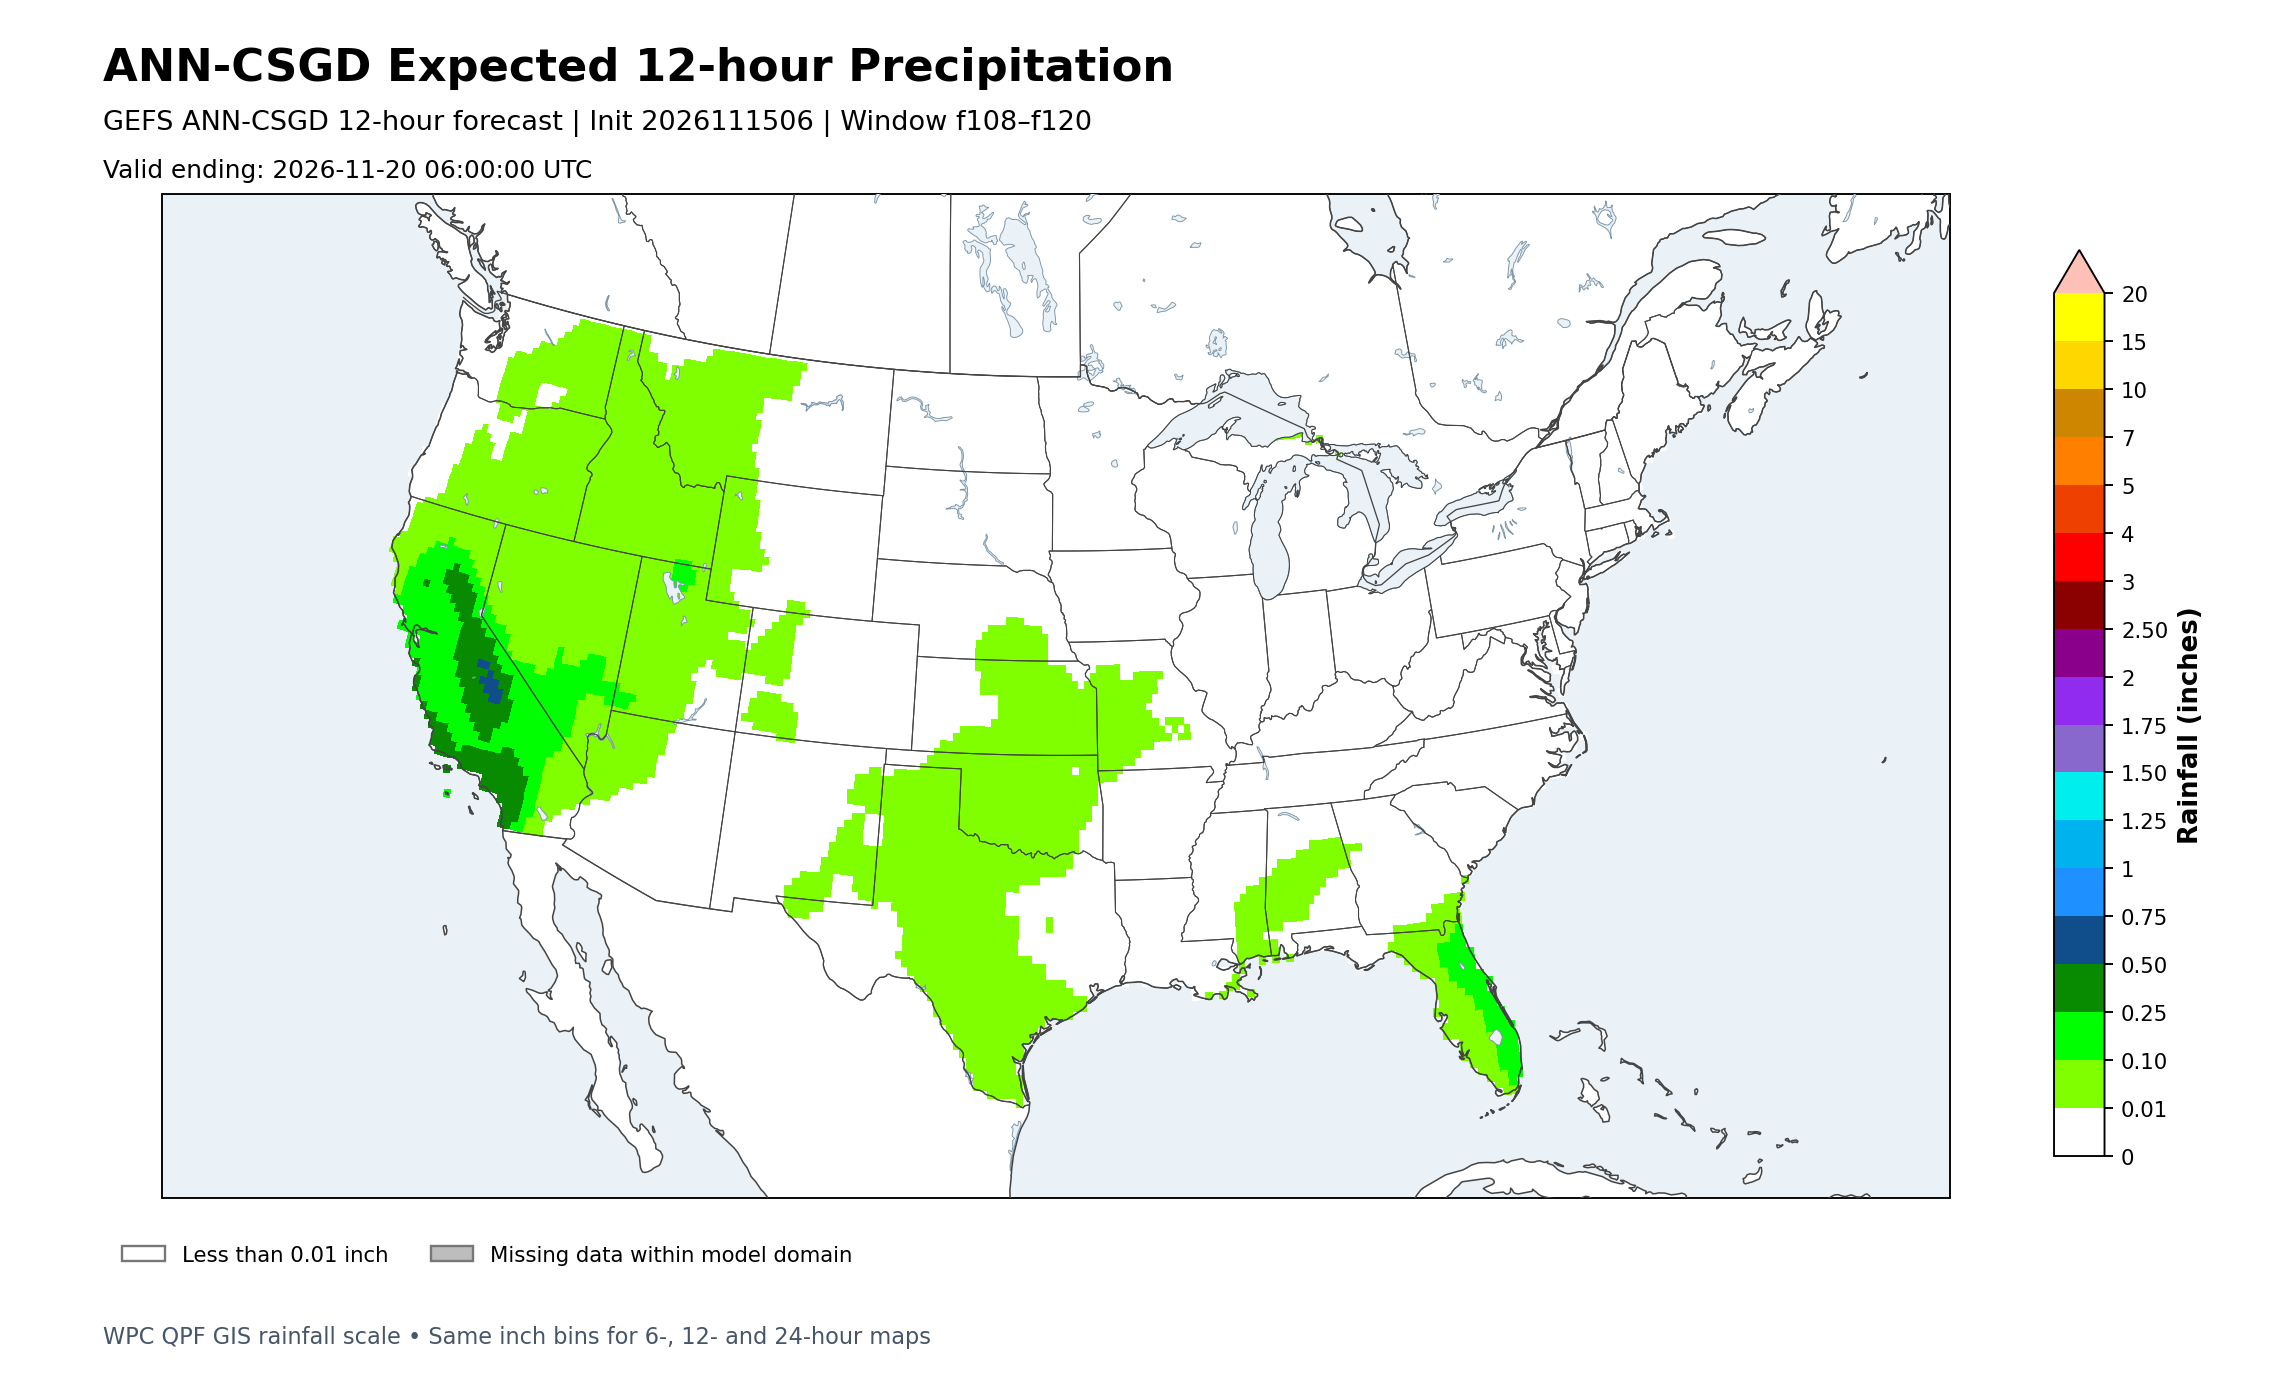 ANN-CSGD Expected 12-hour Precipitation
GEFS ANN-CSGD 12-hour forecast | Init 2026111506 | Window f108–f120
Valid ending: 2026-11-20 06:00:00 UTC
20
15
10
7
5
4
3
2.50
2
1.75
1.50
1.25
1
0.75
0.50
0.25
0.10
0.01
0
Rainfall (inches)
Less than 0.01 inch
Missing data within model domain
WPC QPF GIS rainfall scale • Same inch bins for 6-, 12- and 24-hour maps